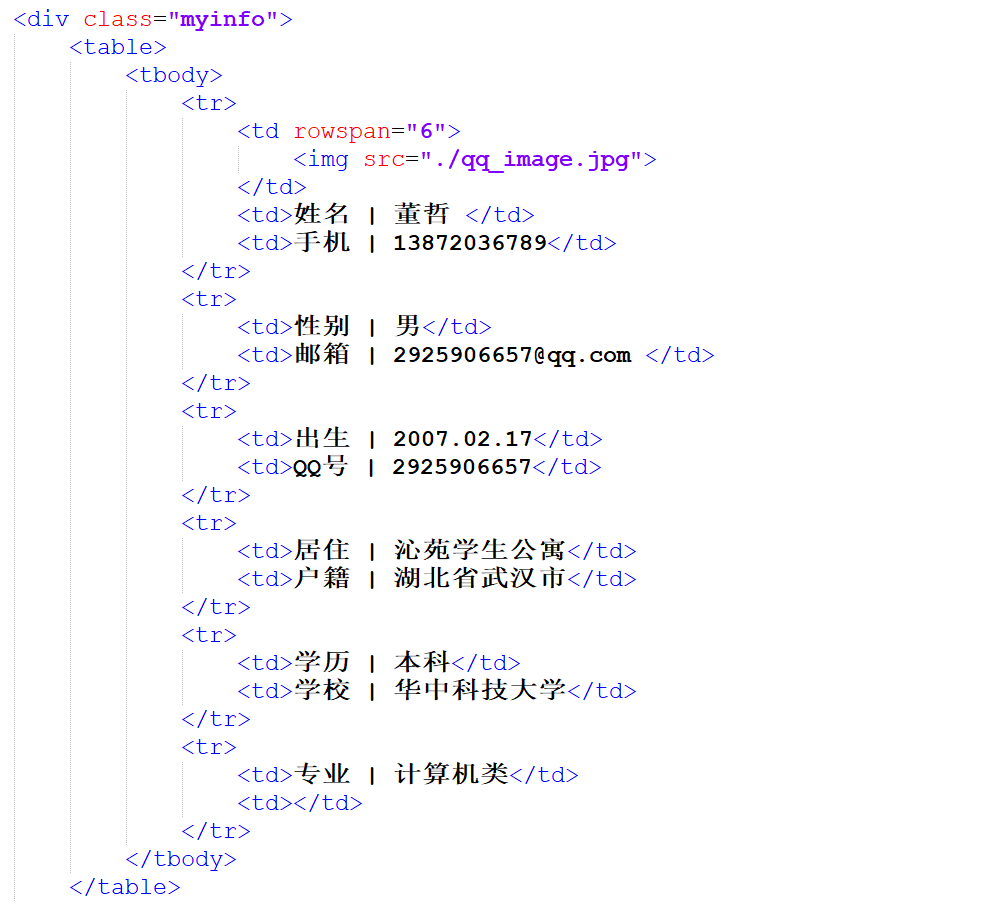 <div class="myinfo">
<table>
<tbody>
<tr>
<td rowspan="6">
<img src="./qq_image.jpg">
</td>
<td>姓名 | 董哲 </td>
<td>手机 | 13872036789</td>
</tr>
<tr>
<td>性别 | 男</td>
<td>邮箱 | 2925906657@qq.com </td>
</tr>
<tr>
<td>出生 | 2007.02.17</td>
<td>QQ号 | 2925906657</td>
</tr>
<tr>
<td>居住 | 沁苑学生公寓</td>
<td>户籍 | 湖北省武汉市</td>
</tr>
<tr>
<td>学历 | 本科</td>
<td>学校 | 华中科技大学</td>
</tr>
<tr>
<td>专业 | 计算机类</td>
<td></td>
</tr>
</tbody>
</table>